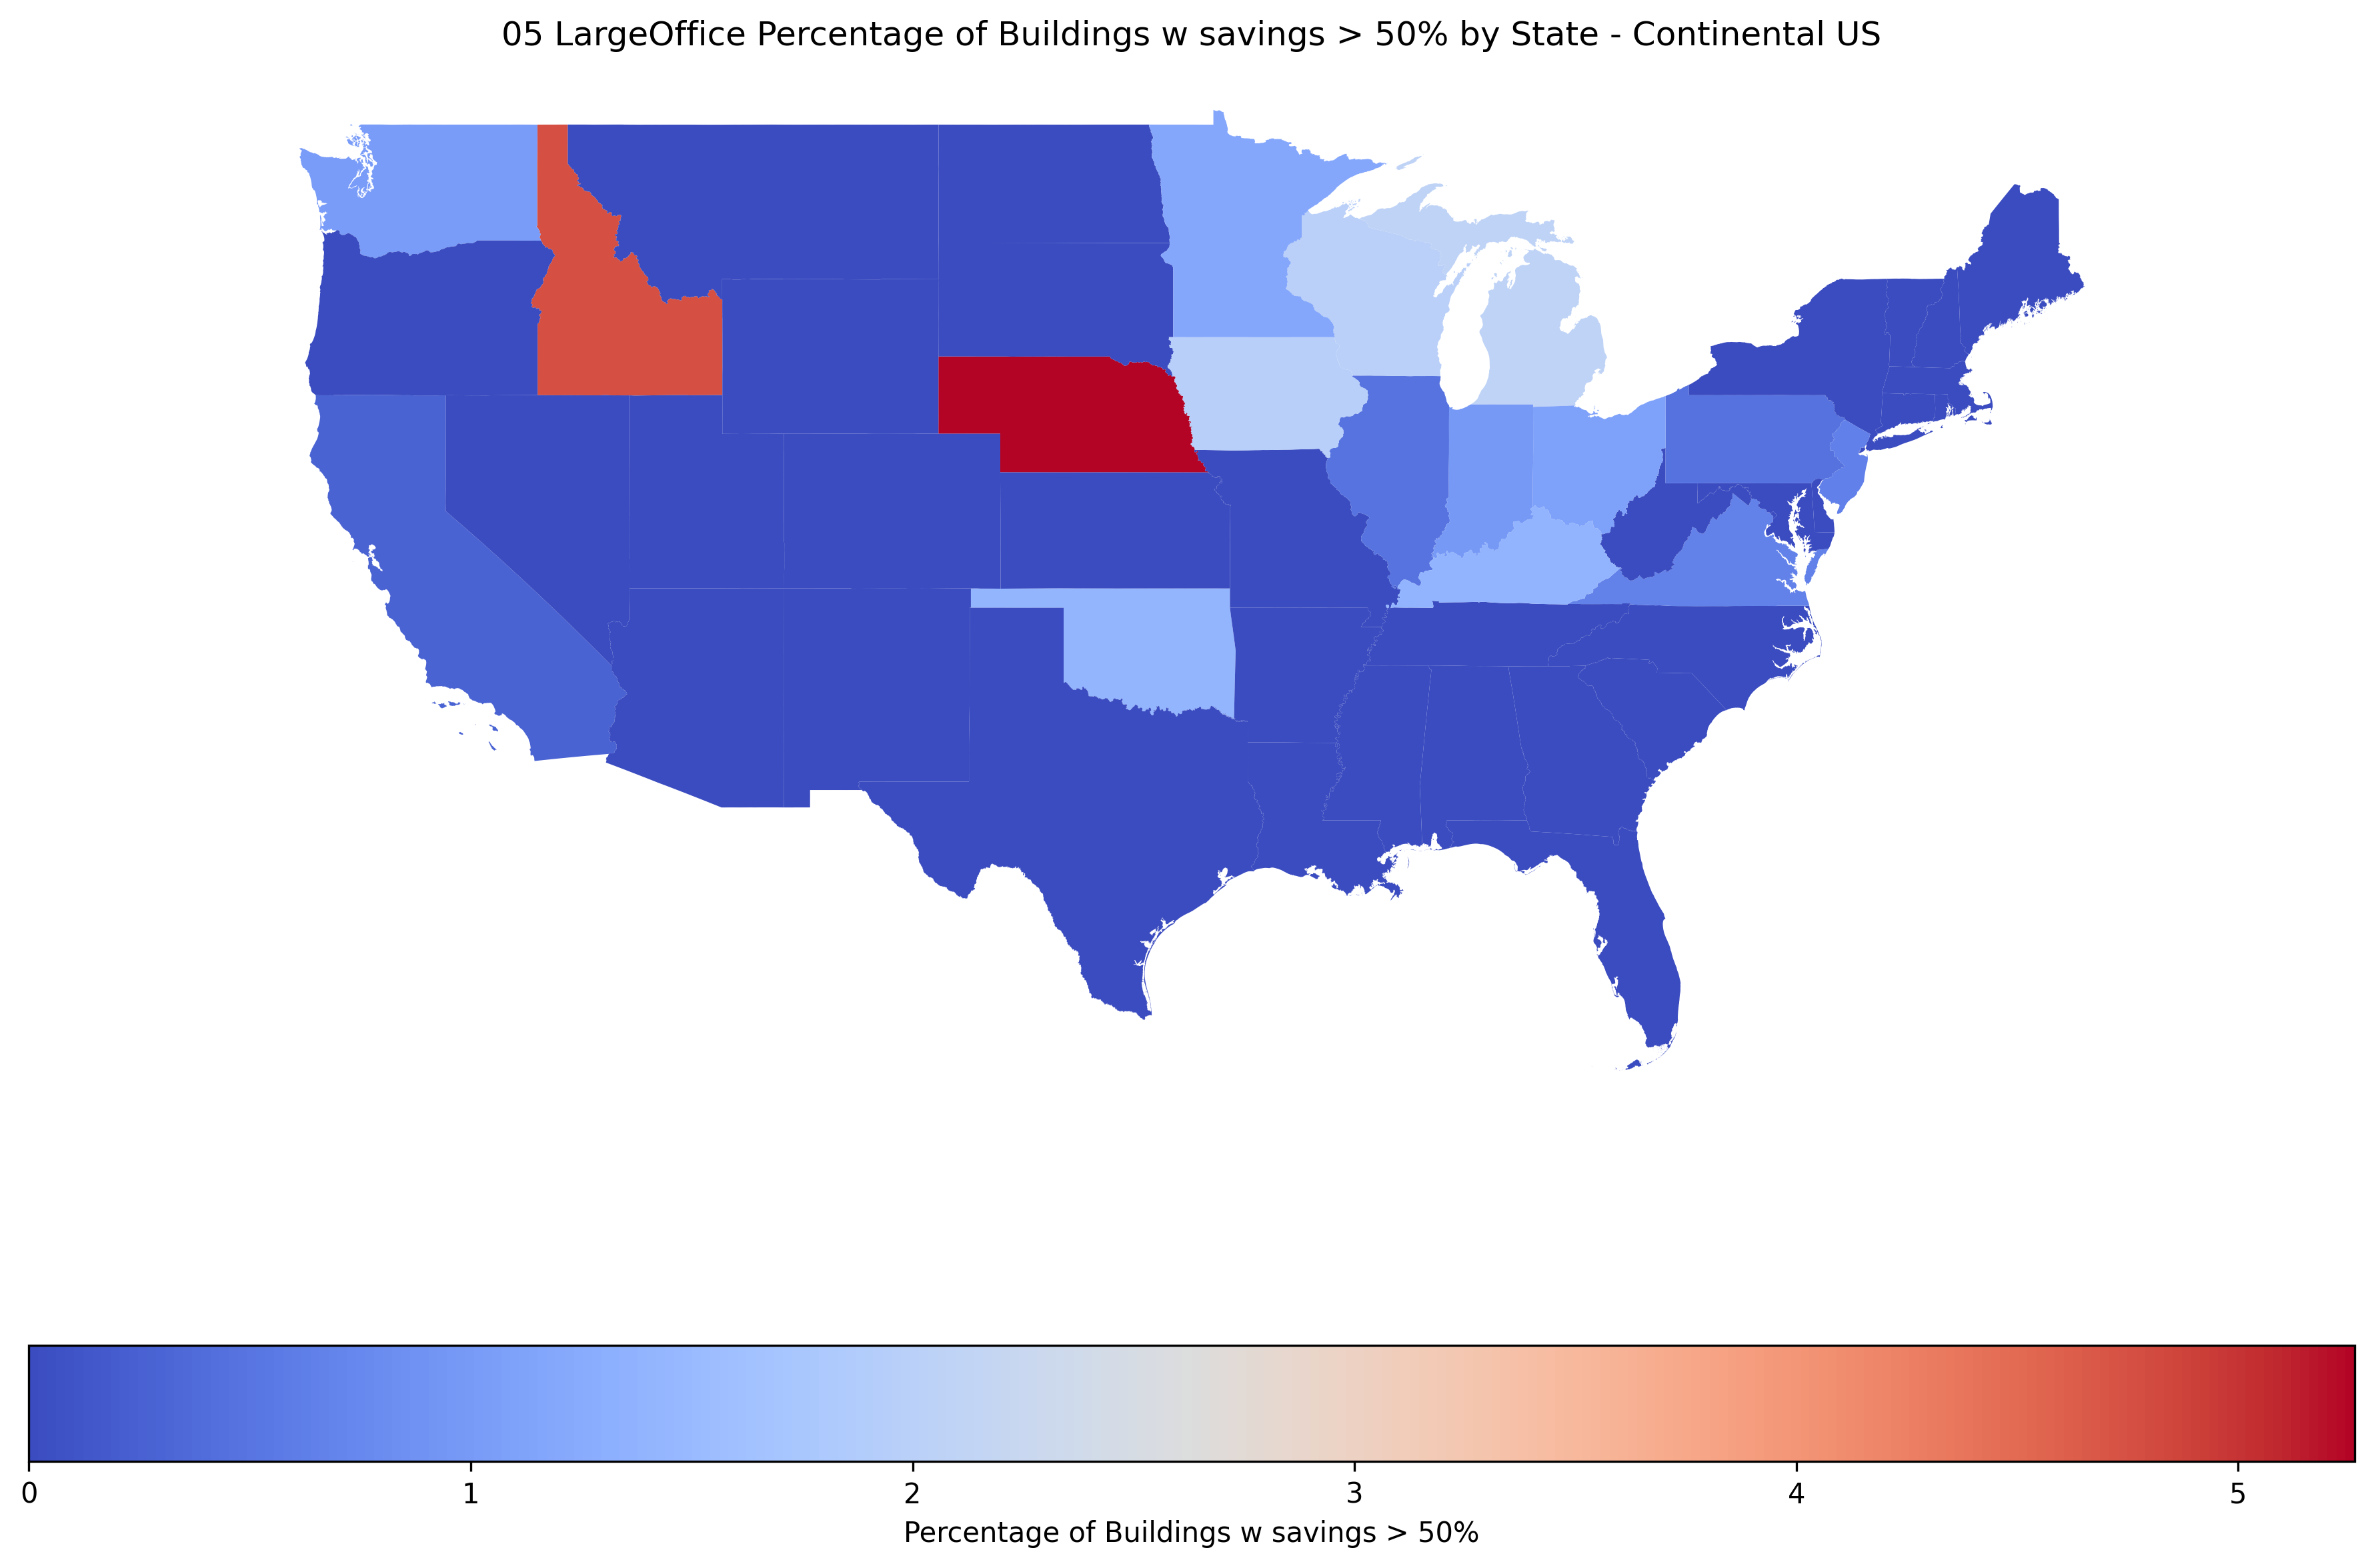 05 LargeOffice Percentage of Buildings w savings > 50% by State - Continental US
0 1 2 3 4 5
Percentage of Buildings w savings > 50%